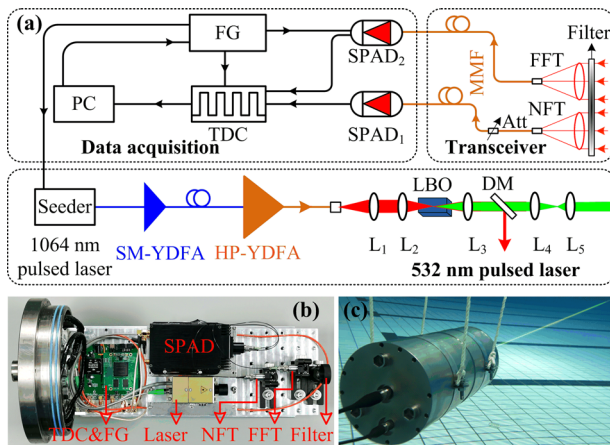 (a)
FG
SPAD₂
MMF
Filter
FFT
NFT
PC
TDC
SPAD₁
Att
Data acquisition
Transceiver
Seeder
LBO
DM
1064 nm
pulsed laser
SM-YDFA
HP-YDFA
L₁
L₂
L₃
L₄
L₅
532 nm pulsed laser
(b)
SPAD
TDC&FG
Laser
NFT
FFT
Filter
(c)